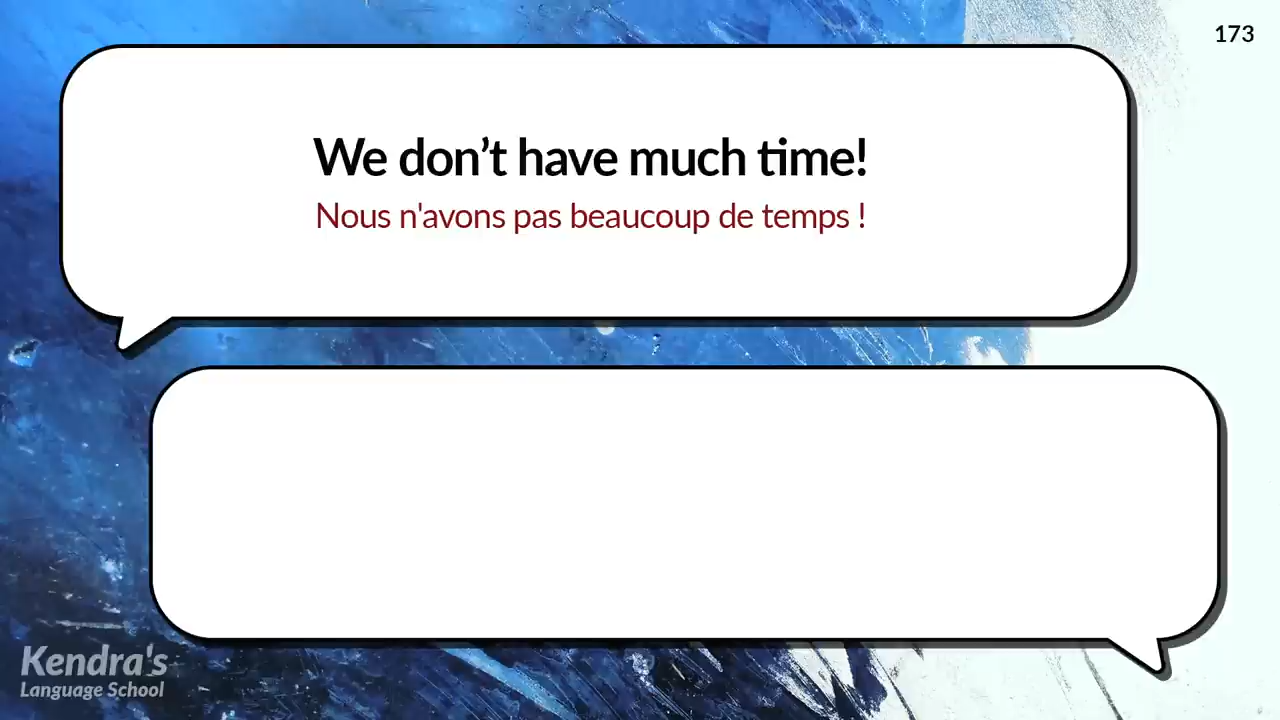 173
We don’t have much time!
Nous n'avons pas beaucoup de temps !
Kendra's
Language School